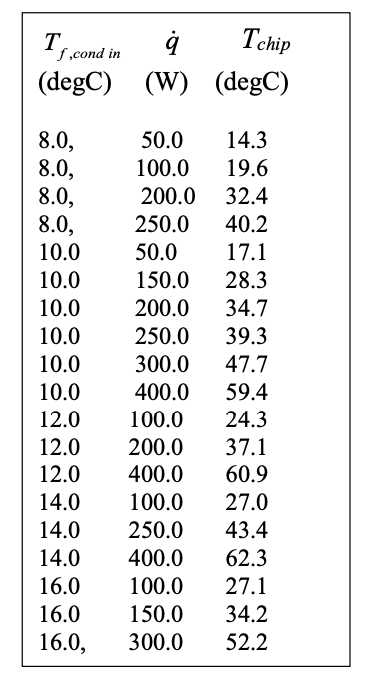 T f,cond in q̇ Tchip
(degC) (W) (degC)
8.0, 50.0 14.3
8.0, 100.0 19.6
8.0, 200.0 32.4
8.0, 250.0 40.2
10.0 50.0 17.1
10.0 150.0 28.3
10.0 200.0 34.7
10.0 250.0 39.3
10.0 300.0 47.7
10.0 400.0 59.4
12.0 100.0 24.3
12.0 200.0 37.1
12.0 400.0 60.9
14.0 100.0 27.0
14.0 250.0 43.4
14.0 400.0 62.3
16.0 100.0 27.1
16.0 150.0 34.2
16.0, 300.0 52.2